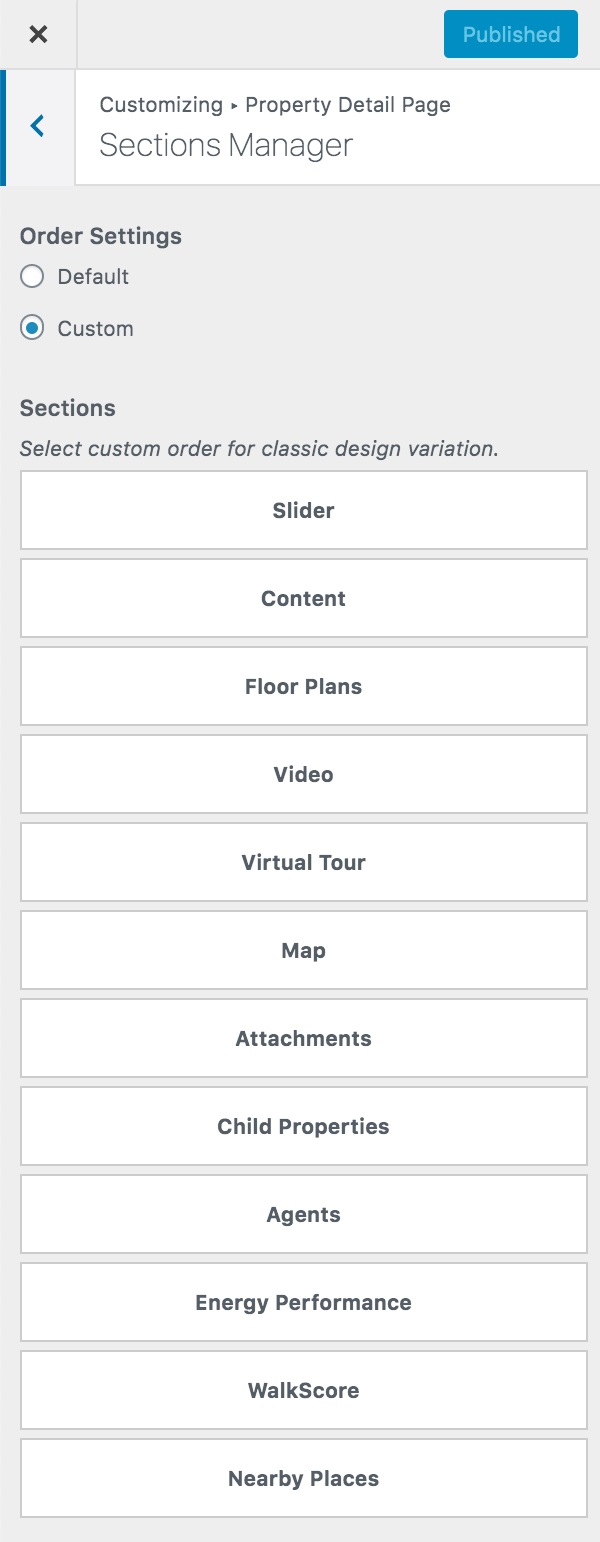 Published
Customizing ▸ Property Detail Page
Sections Manager
Order Settings
Default
Custom
Sections
Select custom order for classic design variation.
Slider
Content
Floor Plans
Video
Virtual Tour
Map
Attachments
Child Properties
Agents
Energy Performance
WalkScore
Nearby Places